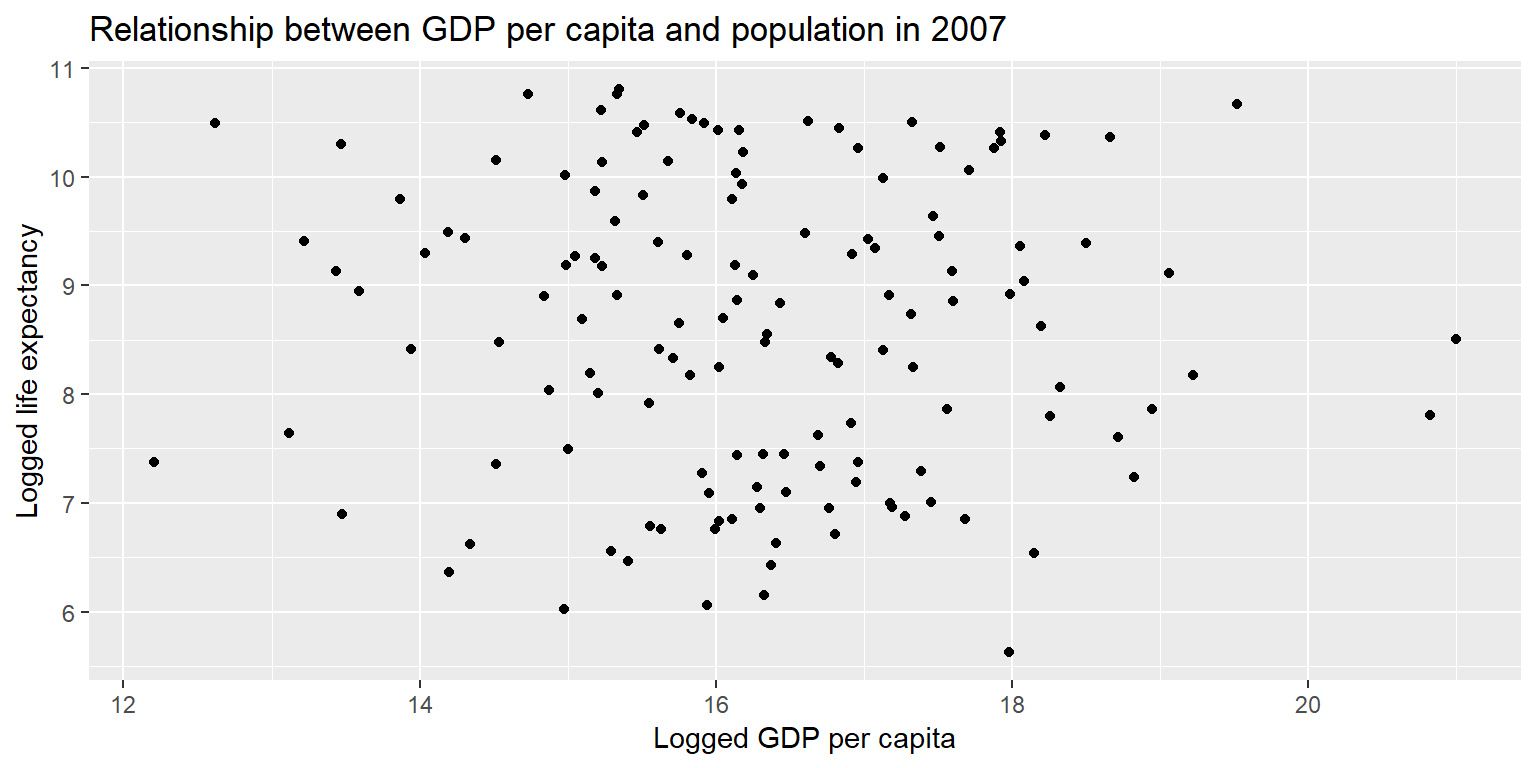 Relationship between GDP per capita and population in 2007
Logged life expectancy
11
10
9
8
7
6
12 14 16 18 20
Logged GDP per capita